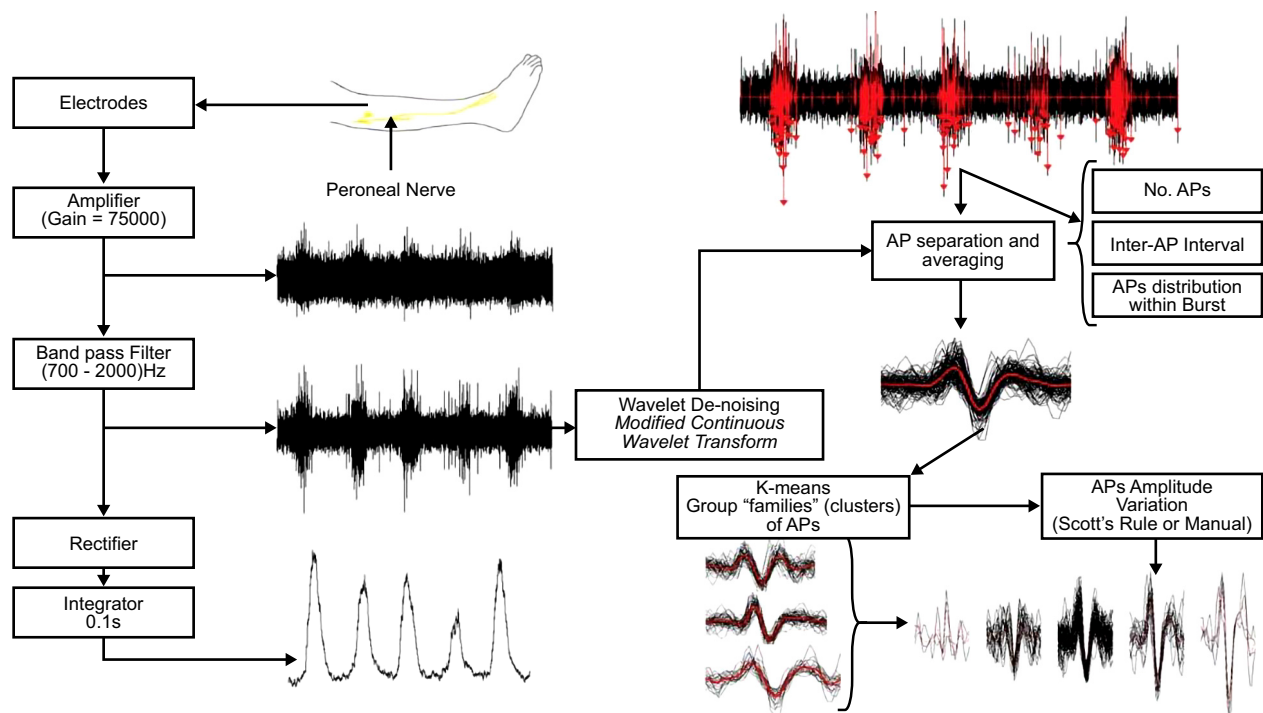 Electrodes
Peroneal Nerve
Amplifier
(Gain = 75000)
Band pass Filter
(700 - 2000)Hz
Rectifier
Integrator
0.1s
Wavelet De-noising
Modified Continuous
Wavelet Transform
AP separation and
averaging
No. APs
Inter-AP Interval
APs distribution
within Burst
K-means
Group “families” (clusters)
of APs
APs Amplitude
Variation
(Scott’s Rule or Manual)